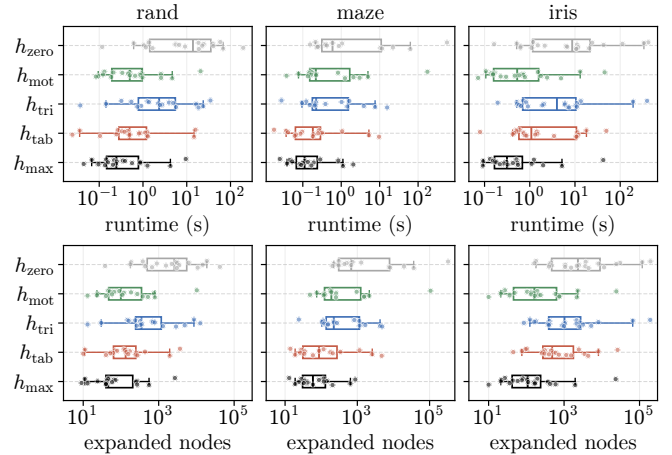 rand maze iris
h_zero
h_mot
h_tri
h_tab
h_max
10^−1 10^0 10^1 10^2 10^−1 10^0 10^1 10^2 10^−1 10^0 10^1 10^2
runtime (s) runtime (s) runtime (s)
h_zero
h_mot
h_tri
h_tab
h_max
10^1 10^3 10^5 10^1 10^3 10^5 10^1 10^3 10^5
expanded nodes expanded nodes expanded nodes